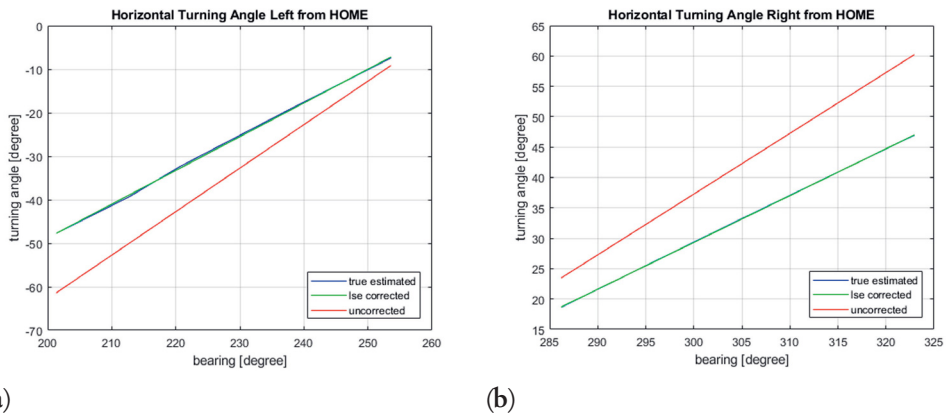 Horizontal Turning Angle Left from HOME
0
-10
-20
-30
-40
-50
-60
-70
turning angle [degree]
true estimated
lse corrected
uncorrected
200 210 220 230 240 250 260
bearing [degree]
Horizontal Turning Angle Right from HOME
65
60
55
50
45
40
35
30
25
20
15
turning angle [degree]
true estimated
lse corrected
uncorrected
285 290 295 300 305 310 315 320 325
bearing [degree]
)
(b)